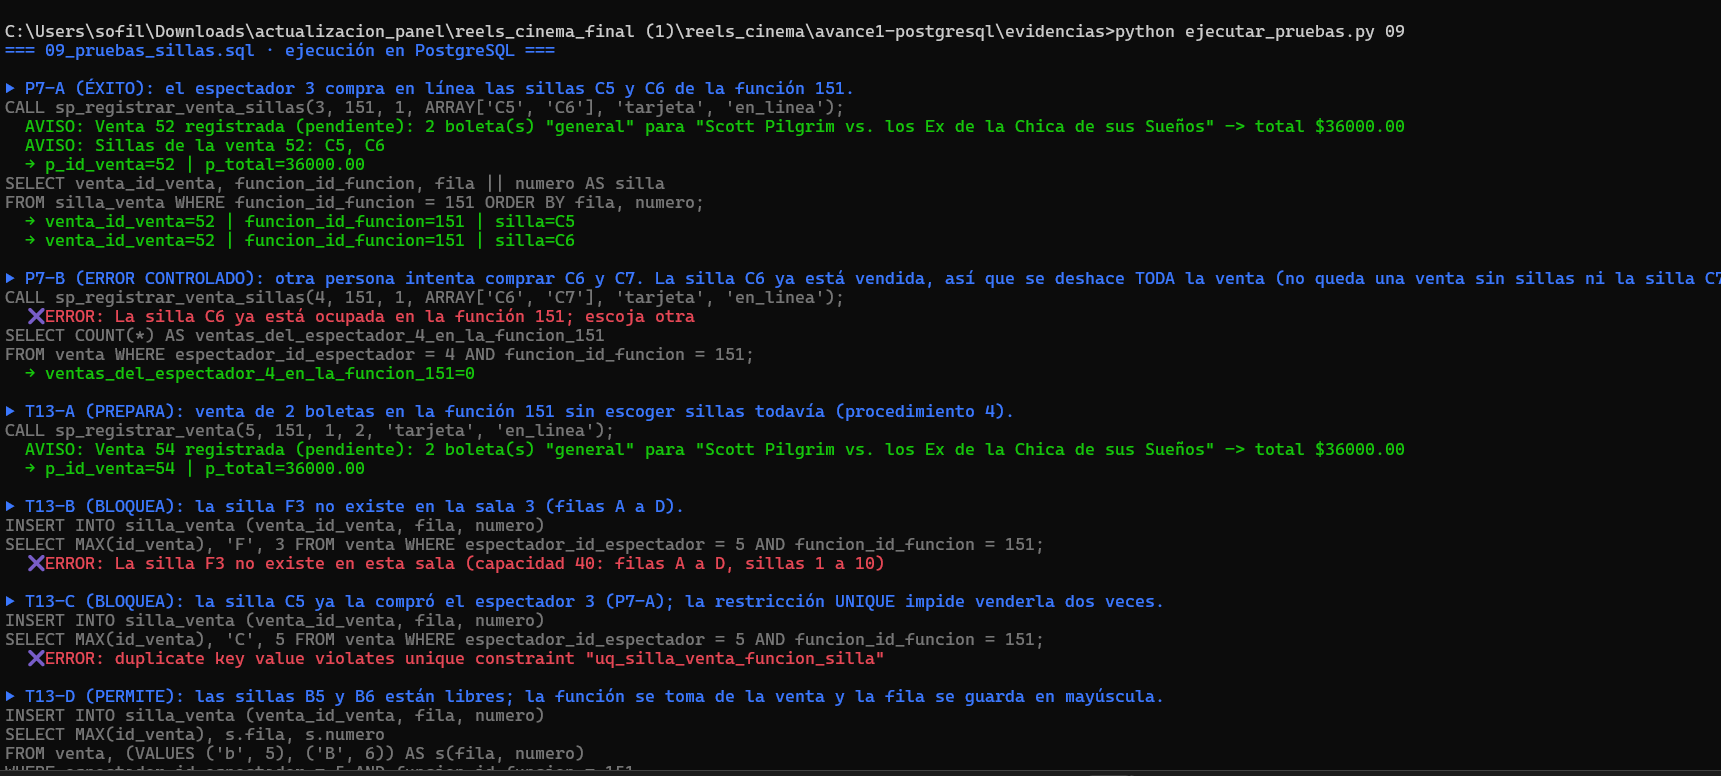 C:\Users\sofil\Downloads\actualizacion_panel\reels_cinema_final (1)\reels_cinema\avance1-postgresql\evidencias>python ejecutar_pruebas.py 09
=== 09_pruebas_sillas.sql · ejecución en PostgreSQL ===
▶ P7-A (ÉXITO): el espectador 3 compra en línea las sillas C5 y C6 de la función 151.
CALL sp_registrar_venta_sillas(3, 151, 1, ARRAY['C5', 'C6'], 'tarjeta', 'en_linea');
AVISO: Venta 52 registrada (pendiente): 2 boleta(s) "general" para "Scott Pilgrim vs. los Ex de la Chica de sus Sueños" -> total $36000.00
AVISO: Sillas de la venta 52: C5, C6
→ p_id_venta=52 | p_total=36000.00
SELECT venta_id_venta, funcion_id_funcion, fila || numero AS silla
FROM silla_venta WHERE funcion_id_funcion = 151 ORDER BY fila, numero;
→ venta_id_venta=52 | funcion_id_funcion=151 | silla=C5
→ venta_id_venta=52 | funcion_id_funcion=151 | silla=C6
▶ P7-B (ERROR CONTROLADO): otra persona intenta comprar C6 y C7. La silla C6 ya está vendida, así que se deshace TODA la venta (no queda una venta sin sillas ni la silla C7
CALL sp_registrar_venta_sillas(4, 151, 1, ARRAY['C6', 'C7'], 'tarjeta', 'en_linea');
❌ERROR: La silla C6 ya está ocupada en la función 151; escoja otra
SELECT COUNT(*) AS ventas_del_espectador_4_en_la_funcion_151
FROM venta WHERE espectador_id_espectador = 4 AND funcion_id_funcion = 151;
→ ventas_del_espectador_4_en_la_funcion_151=0
▶ T13-A (PREPARA): venta de 2 boletas en la función 151 sin escoger sillas todavía (procedimiento 4).
CALL sp_registrar_venta(5, 151, 1, 2, 'tarjeta', 'en_linea');
AVISO: Venta 54 registrada (pendiente): 2 boleta(s) "general" para "Scott Pilgrim vs. los Ex de la Chica de sus Sueños" -> total $36000.00
→ p_id_venta=54 | p_total=36000.00
▶ T13-B (BLOQUEA): la silla F3 no existe en la sala 3 (filas A a D).
INSERT INTO silla_venta (venta_id_venta, fila, numero)
SELECT MAX(id_venta), 'F', 3 FROM venta WHERE espectador_id_espectador = 5 AND funcion_id_funcion = 151;
❌ERROR: La silla F3 no existe en esta sala (capacidad 40: filas A a D, sillas 1 a 10)
▶ T13-C (BLOQUEA): la silla C5 ya la compró el espectador 3 (P7-A); la restricción UNIQUE impide venderla dos veces.
INSERT INTO silla_venta (venta_id_venta, fila, numero)
SELECT MAX(id_venta), 'C', 5 FROM venta WHERE espectador_id_espectador = 5 AND funcion_id_funcion = 151;
❌ERROR: duplicate key value violates unique constraint "uq_silla_venta_funcion_silla"
▶ T13-D (PERMITE): las sillas B5 y B6 están libres; la función se toma de la venta y la fila se guarda en mayúscula.
INSERT INTO silla_venta (venta_id_venta, fila, numero)
SELECT MAX(id_venta), s.fila, s.numero
FROM venta, (VALUES ('b', 5), ('B', 6)) AS s(fila, numero)
WHERE espectador_id_espectador = 5 AND funcion_id_funcion = 151